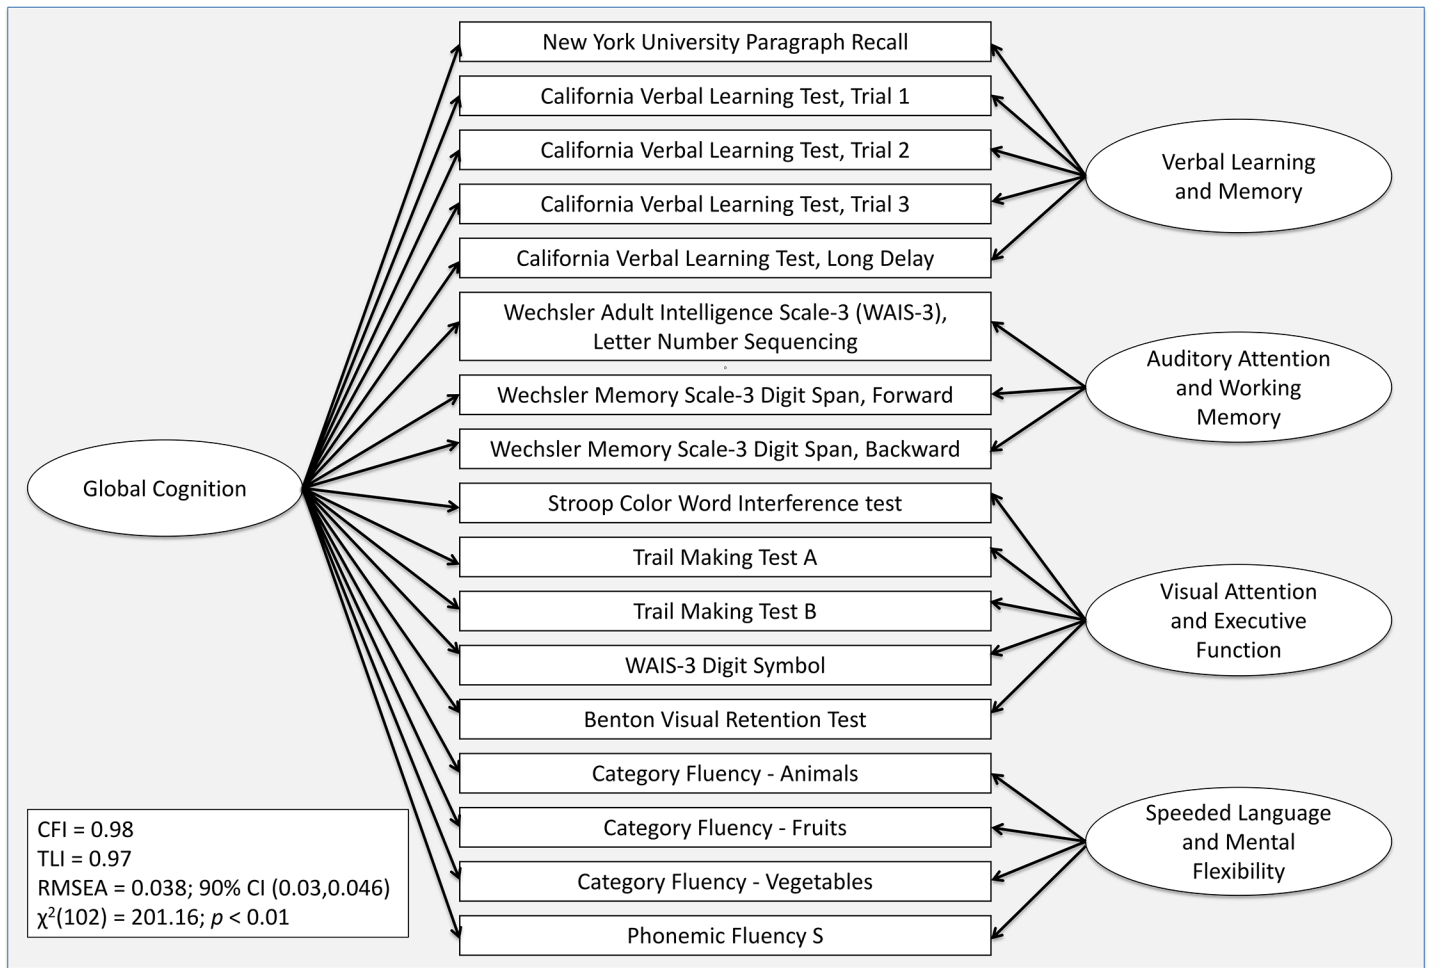 New York University Paragraph Recall
California Verbal Learning Test, Trial 1
California Verbal Learning Test, Trial 2
California Verbal Learning Test, Trial 3
California Verbal Learning Test, Long Delay
Wechsler Adult Intelligence Scale-3 (WAIS-3),
Letter Number Sequencing
Wechsler Memory Scale-3 Digit Span, Forward
Wechsler Memory Scale-3 Digit Span, Backward
Stroop Color Word Interference test
Trail Making Test A
Trail Making Test B
WAIS-3 Digit Symbol
Benton Visual Retention Test
Category Fluency - Animals
Category Fluency - Fruits
Category Fluency - Vegetables
Phonemic Fluency S
Global Cognition
Verbal Learning
and Memory
Auditory Attention
and Working
Memory
Visual Attention
and Executive
Function
Speeded Language
and Mental
Flexibility
CFI = 0.98
TLI = 0.97
RMSEA = 0.038; 90% CI (0.03,0.046)
χ²(102) = 201.16; p < 0.01